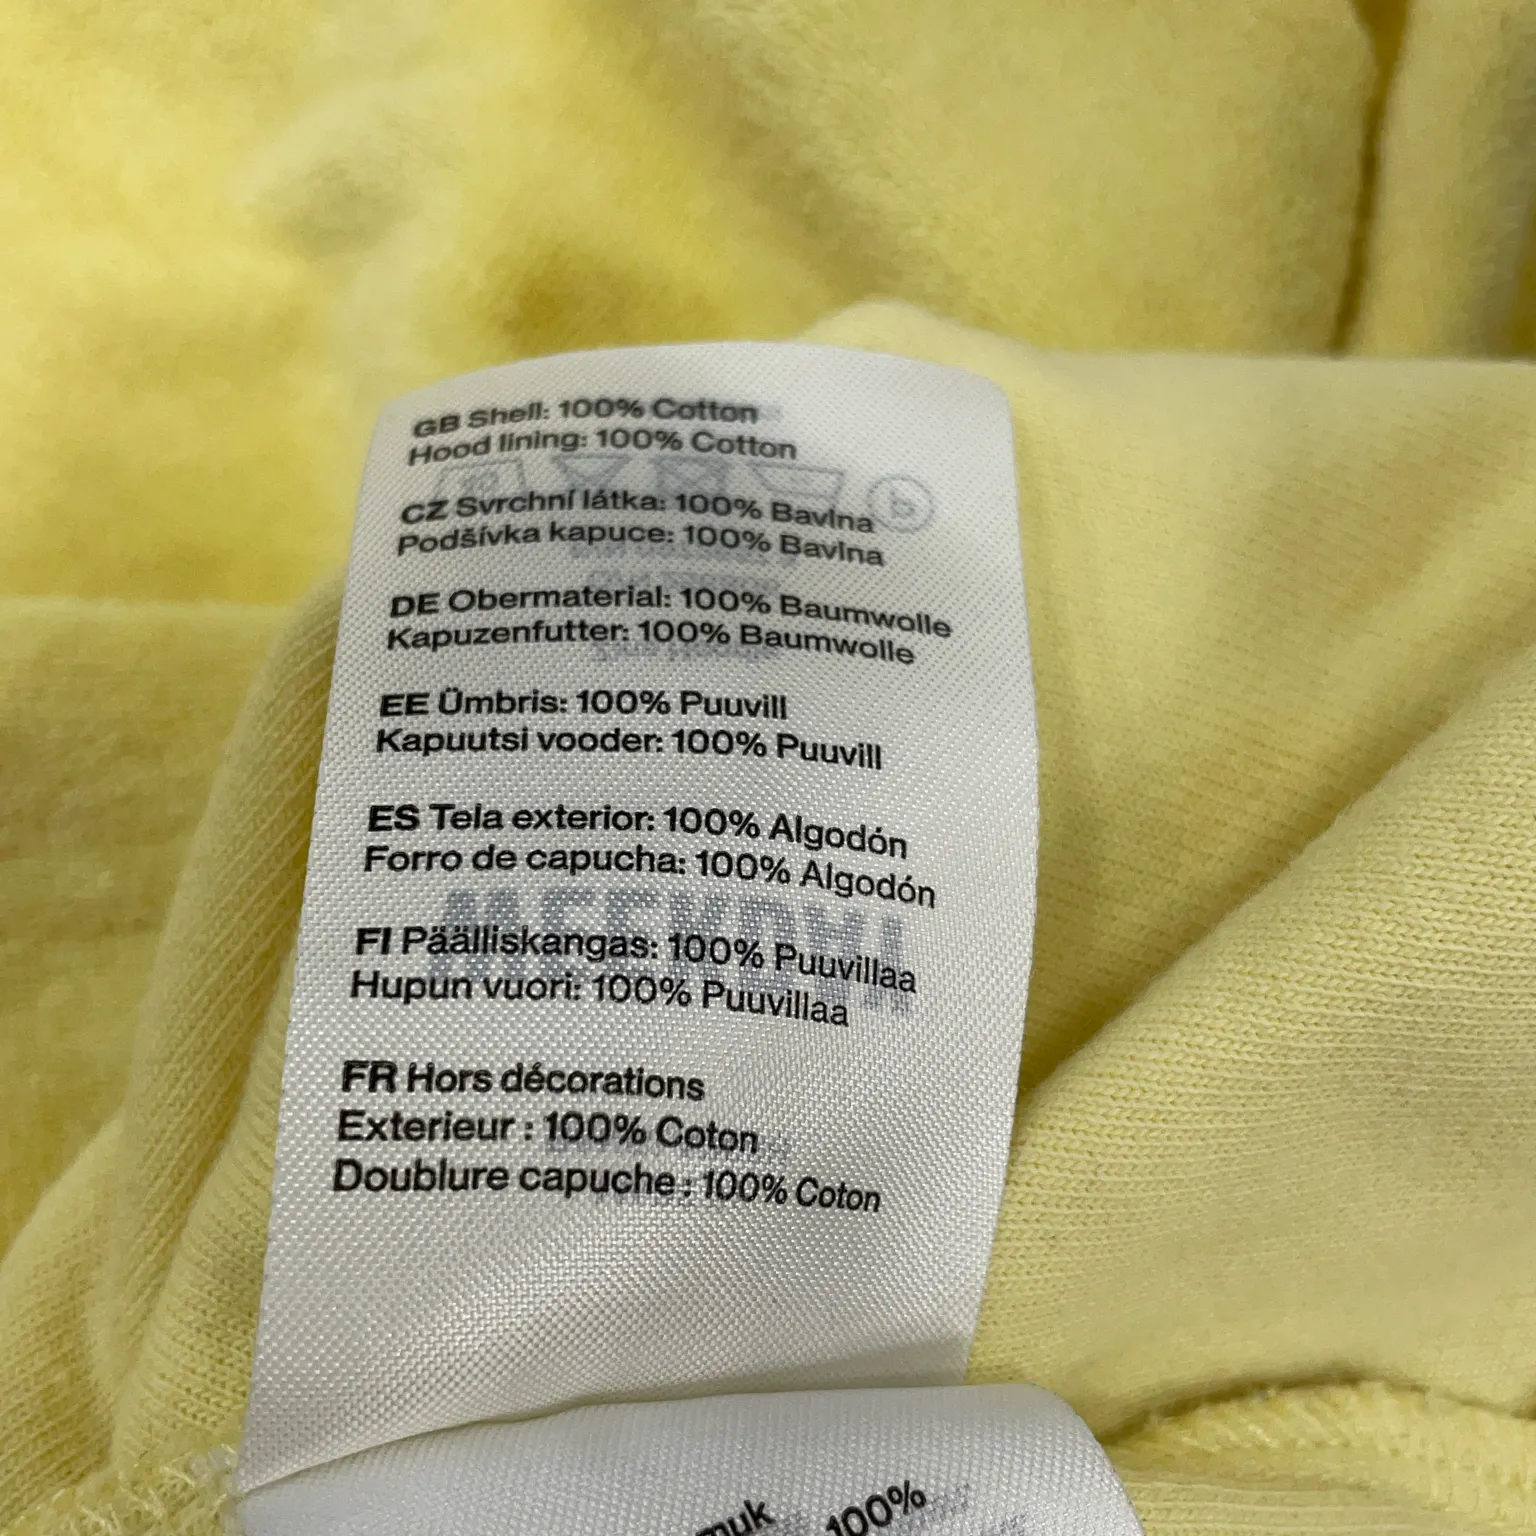 GB Shell: 100% Cotton
Hood lining: 100% Cotton
CZ Svrchní látka: 100% Bavlna
Podšívka kapuce: 100% Bavlna
DE Obermaterial: 100% Baumwolle
Kapuzenfutter: 100% Baumwolle
EE Ümbris: 100% Puuvill
Kapuutsi vooder: 100% Puuvill
ES Tela exterior: 100% Algodón
Forro de capucha: 100% Algodón
FI Päälliskangas: 100% Puuvillaa
Hupun vuori: 100% Puuvillaa
FR Hors décorations
Exterieur : 100% Coton
Doublure capuche : 100% Coton
100%